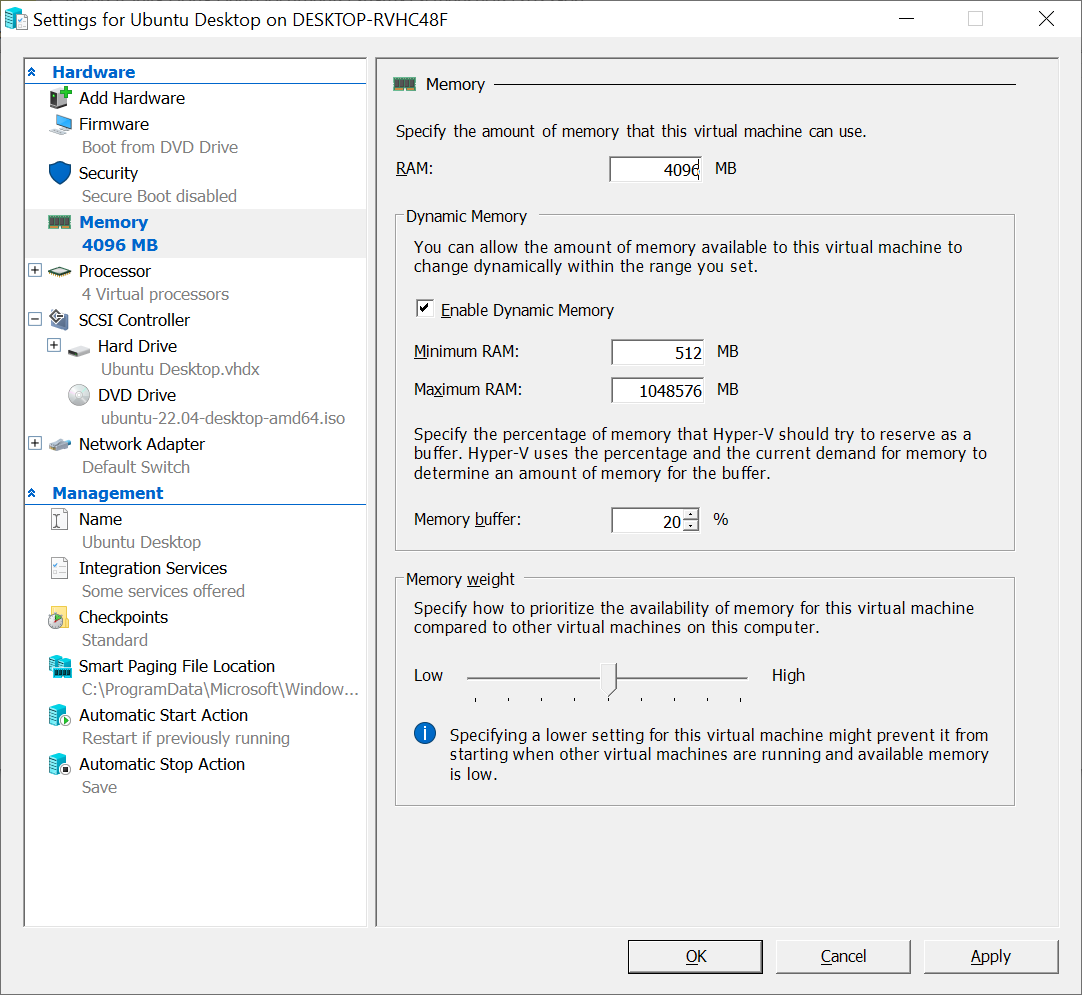 Settings for Ubuntu Desktop on DESKTOP-RVHC48F
Hardware
Add Hardware
Firmware
Boot from DVD Drive
Security
Secure Boot disabled
Memory
4096 MB
Processor
4 Virtual processors
SCSI Controller
Hard Drive
Ubuntu Desktop.vhdx
DVD Drive
ubuntu-22.04-desktop-amd64.iso
Network Adapter
Default Switch
Management
Name
Ubuntu Desktop
Integration Services
Some services offered
Checkpoints
Standard
Smart Paging File Location
C:\ProgramData\Microsoft\Window...
Automatic Start Action
Restart if previously running
Automatic Stop Action
Save
Memory
Specify the amount of memory that this virtual machine can use.
RAM: 4096 MB
Dynamic Memory
You can allow the amount of memory available to this virtual machine to
change dynamically within the range you set.
Enable Dynamic Memory
Minimum RAM: 512 MB
Maximum RAM: 1048576 MB
Specify the percentage of memory that Hyper-V should try to reserve as a
buffer. Hyper-V uses the percentage and the current demand for memory to
determine an amount of memory for the buffer.
Memory buffer: 20 %
Memory weight
Specify how to prioritize the availability of memory for this virtual machine
compared to other virtual machines on this computer.
Low High
Specifying a lower setting for this virtual machine might prevent it from
starting when other virtual machines are running and available memory
is low.
OK Cancel Apply